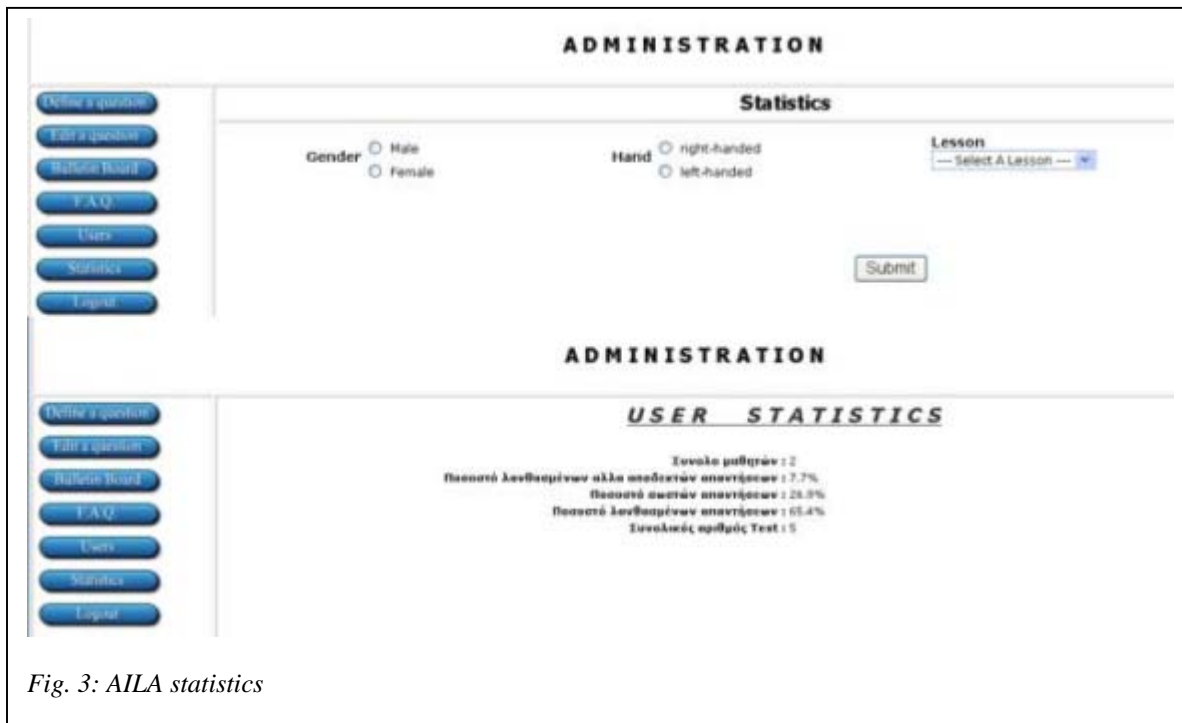 ADMINISTRATION
Define a question
Edit a question
Bulletin Board
F.A.Q.
Users
Statistics
Logout
Statistics
Gender
Male
Female
Hand
right-handed
left-handed
Lesson
--- Select A Lesson ---
Submit
ADMINISTRATION
Define a question
Edit a question
Bulletin Board
F.A.Q.
Users
Statistics
Logout
USER STATISTICS
Συνολο μαθητών : 2
Ποσοστό λανθασμένων αλλα αποδεκτών απαντήσεων : 7.7%
Ποσοστό σωστών απαντήσεων : 26.9%
Ποσοστό λανθασμένων απαντήσεων : 65.4%
Συνολικός αριθμός Test : 5
Fig. 3: AILA statistics